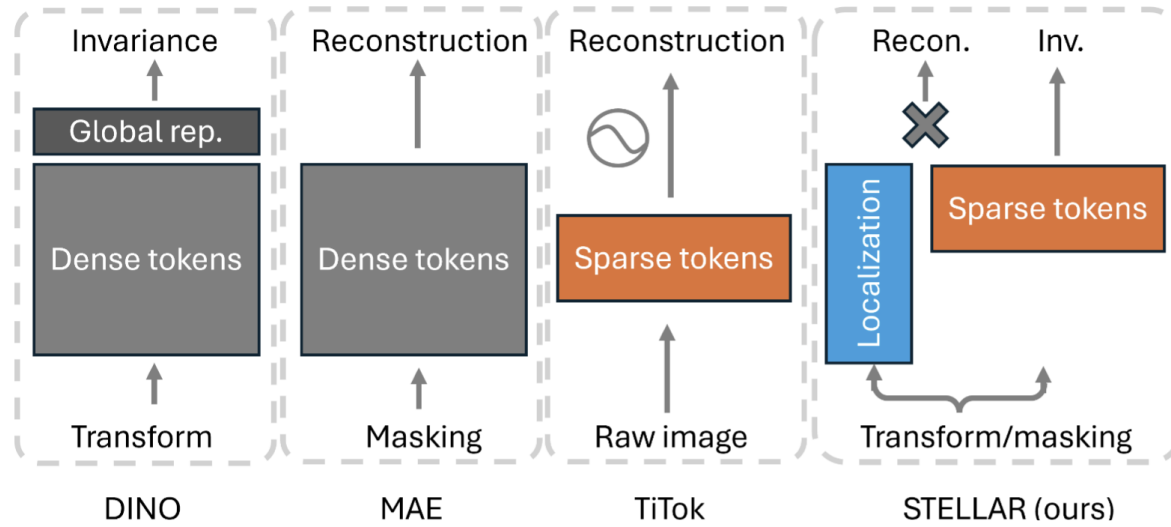 Invariance
Global rep.
Dense tokens
Transform
DINO
Reconstruction
Dense tokens
Masking
MAE
Reconstruction
Sparse tokens
Raw image
TiTok
Recon.
Inv.
Localization
Sparse tokens
Transform/masking
STELLAR (ours)